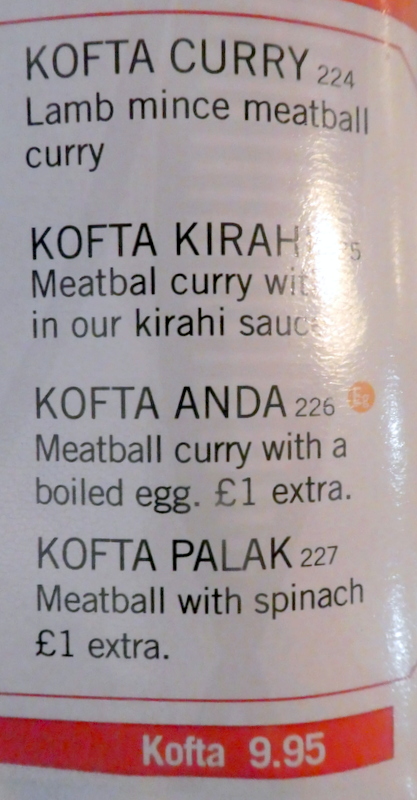 KOFTA CURRY 224
Lamb mince meatball
curry
KOFTA KIRAH
Meatbal curry
in our kirahi
KOFTA ANDA 226 Eg
Meatball curry with a
boiled egg. £1 extra.
KOFTA PALAK 227
Meatball with spinach
£1 extra.
Kofta 9.95